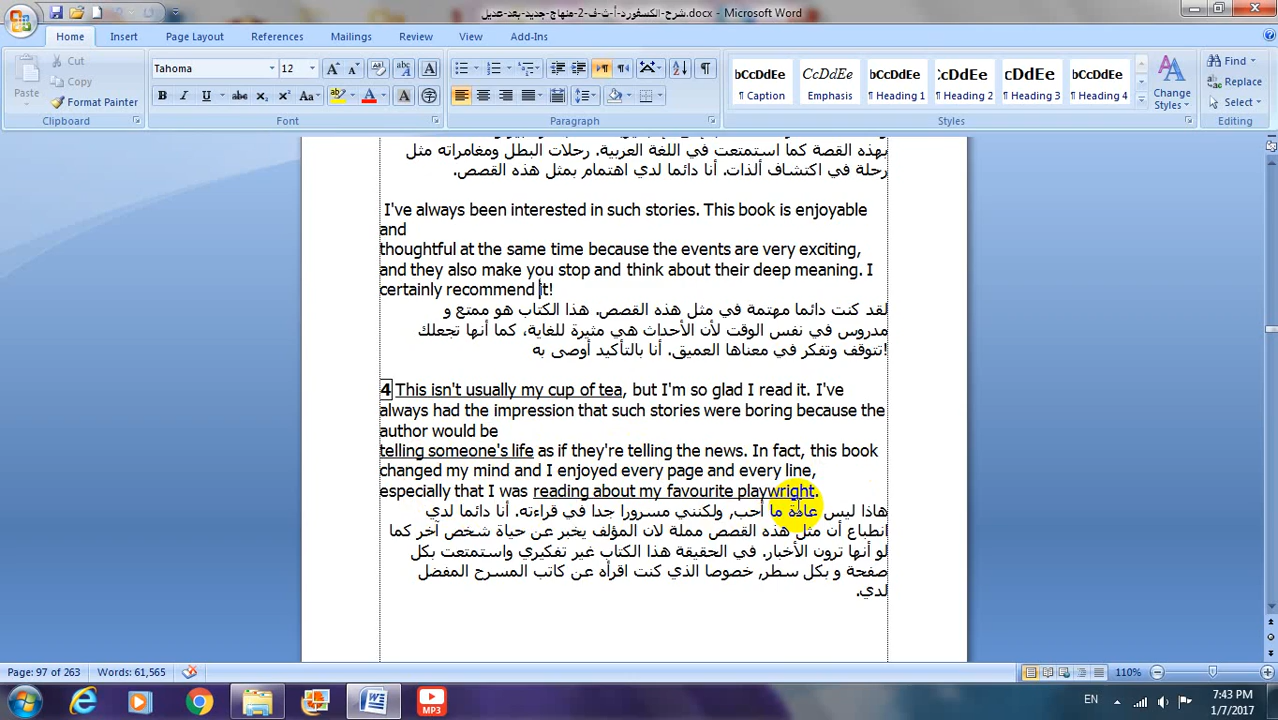 شرح-الكسفورد-أ-ث-ف-2-منهاج-جديد-بعد-عديل.docx - Microsoft Word
Home Insert Page Layout References Mailings Review View Add-Ins
Cut
Copy
Format Painter
Paste
Clipboard
Tahoma 12
Font
Paragraph
bCcDdEe CcDdEe bCcDdEe cCcDdEe cCcDdE bCcDdEe
¶ Caption Emphasis ¶ Heading 1 ¶ Heading 2 ¶ Heading 3 ¶ Heading 4
Change Styles
Styles
Find
Replace
Select
Editing
بهذه القصة كما استمتعت في اللغة العربية. رحلات البطل ومغامراته مثل
رحلة في اكتشاف ألذات. أنا دائما لدي اهتمام بمثل هذه القصص.
I've always been interested in such stories. This book is enjoyable
and
thoughtful at the same time because the events are very exciting,
and they also make you stop and think about their deep meaning. I
certainly recommend it!
لقد كنت دائما مهتمة في مثل هذه القصص. هذا الكتاب هو ممتع و
مدروس في نفس الوقت لأن الأحداث هي مثيرة للغاية، كما أنها تجعلك
!تتوقف وتفكر في معناها العميق. أنا بالتأكيد أوصى به
4 This isn't usually my cup of tea, but I'm so glad I read it. I've
always had the impression that such stories were boring because the
author would be
telling someone's life as if they're telling the news. In fact, this book
changed my mind and I enjoyed every page and every line,
especially that I was reading about my favourite playwright.
هاذا ليس عادة ما أحب, ولكنني مسرورا جدا في قراءته. أنا دائما لدي
انطباع أن مثل هذه القصص مملة لان المؤلف يخبر عن حياة شخص آخر كما
لو أنها ترون الأخبار. في الحقيقة هذا الكتاب غير تفكيري واستمتعت بكل
صفحة و بكل سطر, خصوصا الذي كنت اقرأه عن كاتب المسرح المفضل
لدي.
Page: 97 of 263 Words: 61,565 110%
MP3
EN
7:43 PM
1/7/2017